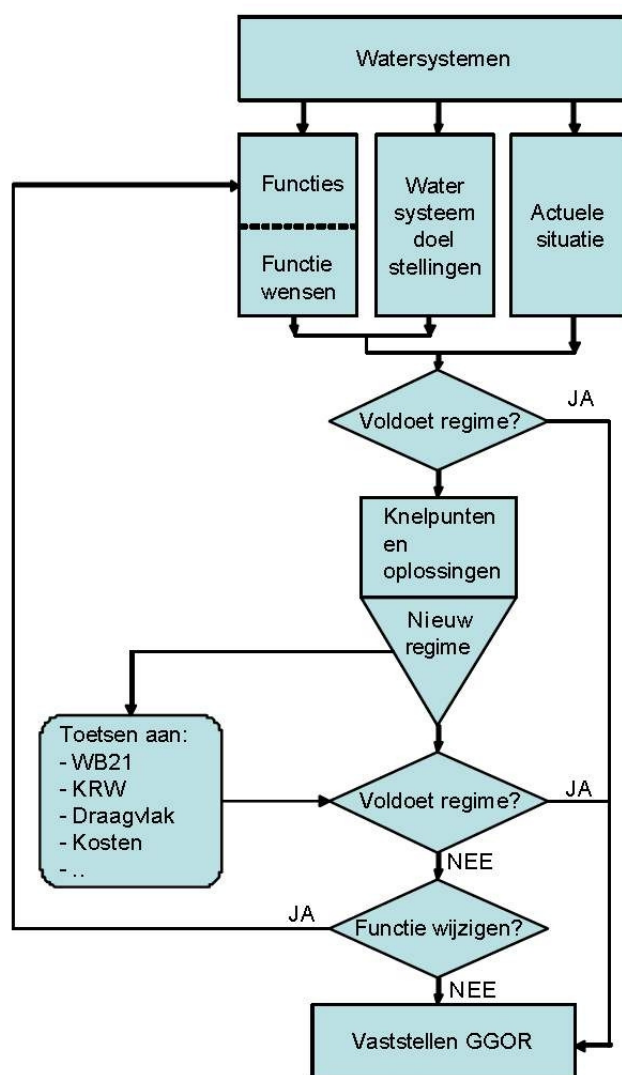 Watersystemen
Functies
Functie
wensen
Water
systeem
doel
stellingen
Actuele
situatie
Voldoet regime?
JA
Knelpunten
en
oplossingen
Nieuw
regime
Toetsen aan:
- WB21
- KRW
- Draagvlak
- Kosten
- ..
Voldoet regime?
JA
NEE
JA
Functie wijzigen?
NEE
Vaststellen GGOR